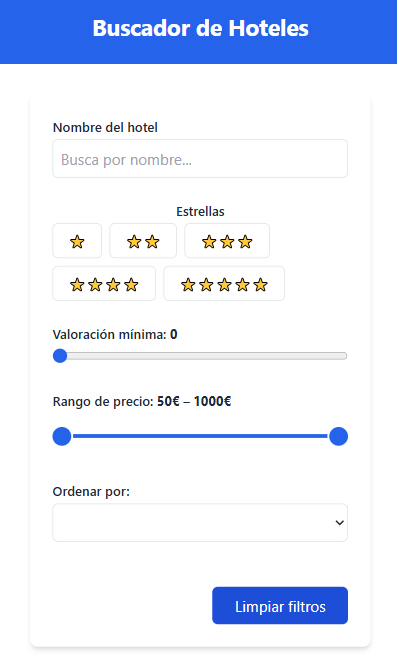 Buscador de Hoteles
Nombre del hotel
Busca por nombre...
Estrellas
Valoración mínima: 0
Rango de precio: 50€ – 1000€
Ordenar por:
Limpiar filtros